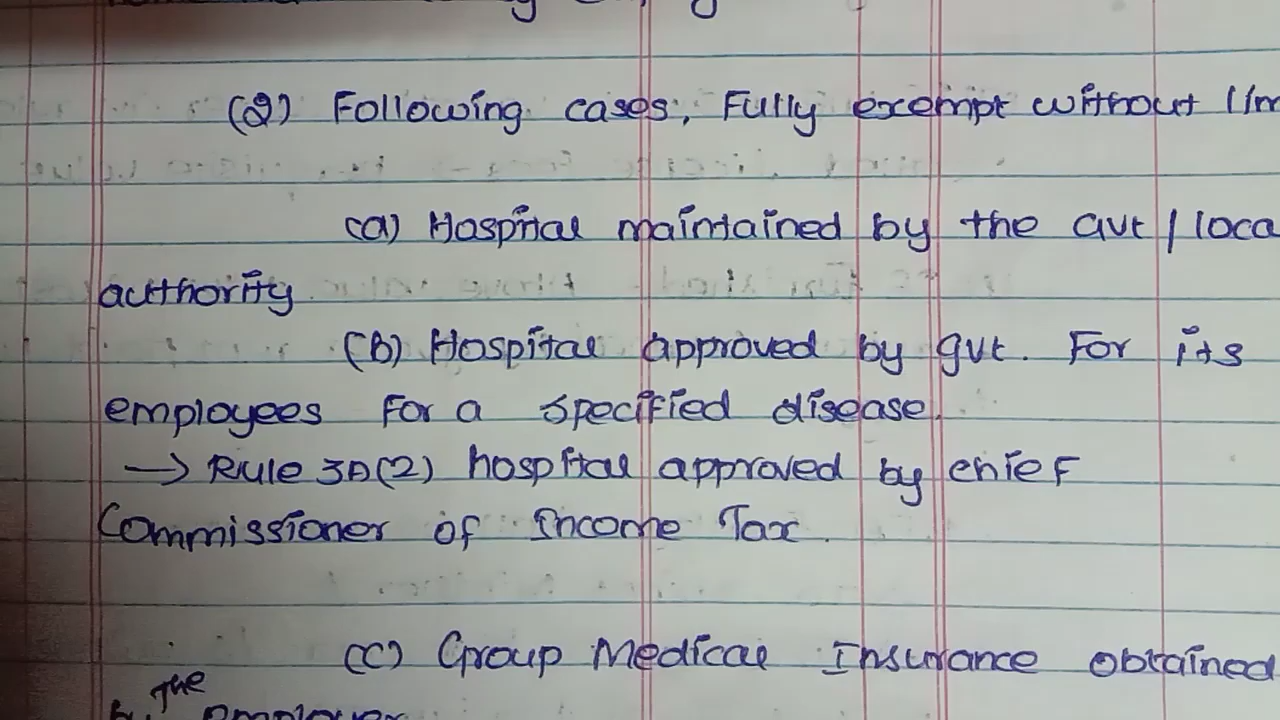 (2) Following cases, Fully exempt without lim
(a) Hospital maintained by the Gvt / loca
authority
(b) Hospital approved by gvt. For its
employees For a specified disease.
→ Rule 3A(2) hospital approved by chief
Commissioner of Income Tax.
(c) Group Medical Insurance obtained
The
by employer